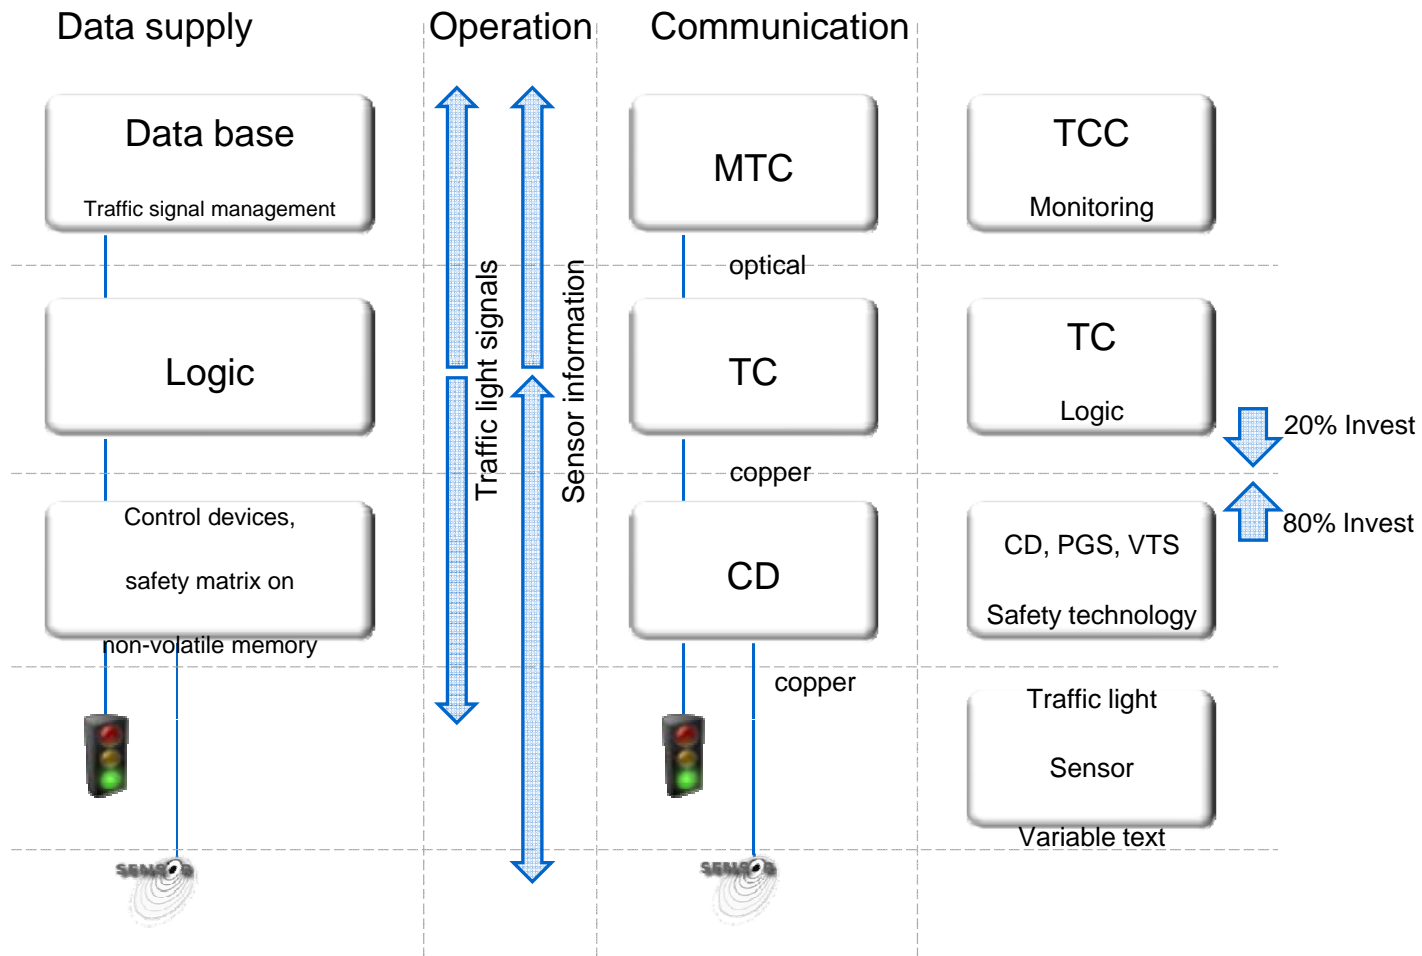 Data supply
Operation
Communication
Data base
Traffic signal management
MTC
TCC
Monitoring
optical
Traffic light signals
Sensor information
Logic
TC
TC
Logic
20% Invest
copper
80% Invest
Control devices,
safety matrix on
non-volatile memory
CD
CD, PGS, VTS
Safety technology
copper
Traffic light
Sensor
Variable text